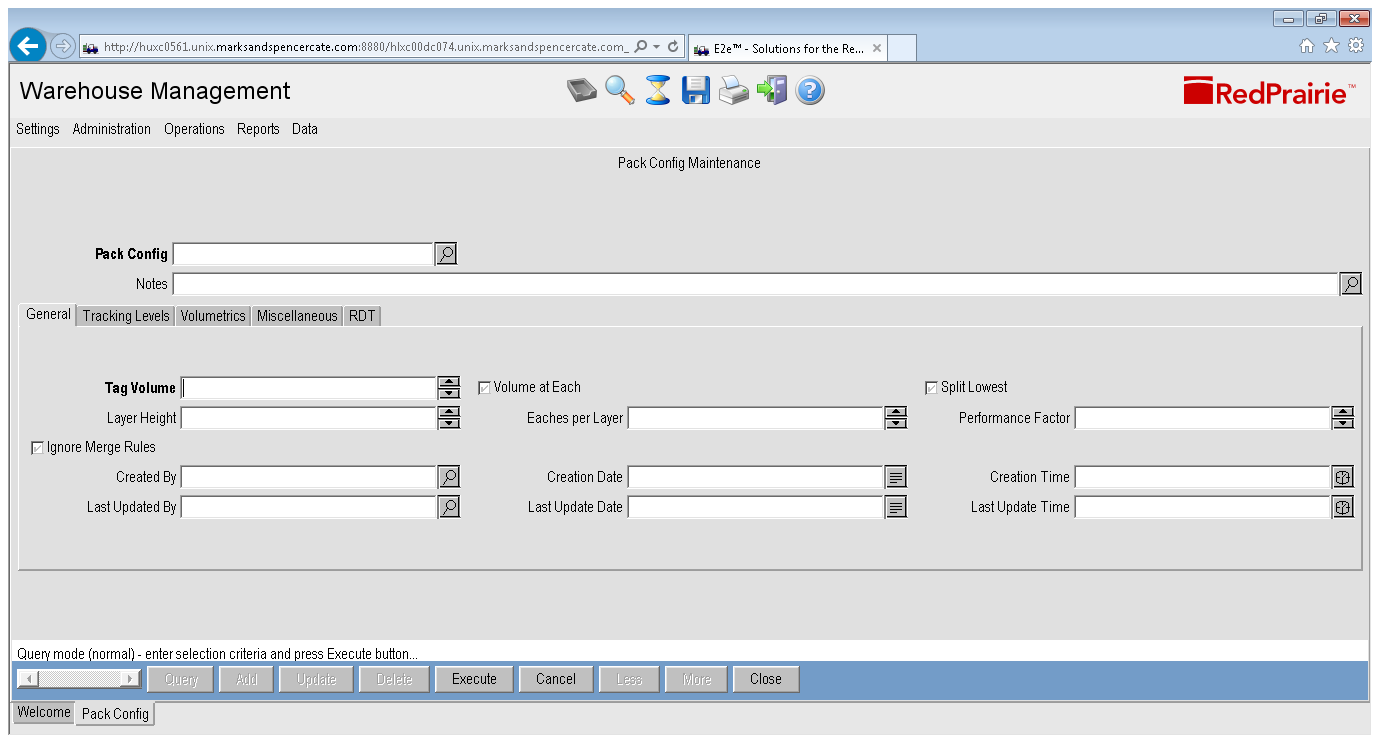 http://huxc0561.unix.marksandspencercate.com:8880/hlxc00dc074.unix.marksandspencercate.com_
E2e™ - Solutions for the Re...
Warehouse Management
RedPrairie™
Settings Administration Operations Reports Data
Pack Config Maintenance
Pack Config
Notes
General Tracking Levels Volumetrics Miscellaneous RDT
Tag Volume Volume at Each Split Lowest
Layer Height Eaches per Layer Performance Factor
Ignore Merge Rules
Created By Creation Date Creation Time
Last Updated By Last Update Date Last Update Time
Query mode (normal) - enter selection criteria and press Execute button...
Query Add Update Delete Execute Cancel Less More Close
Welcome Pack Config